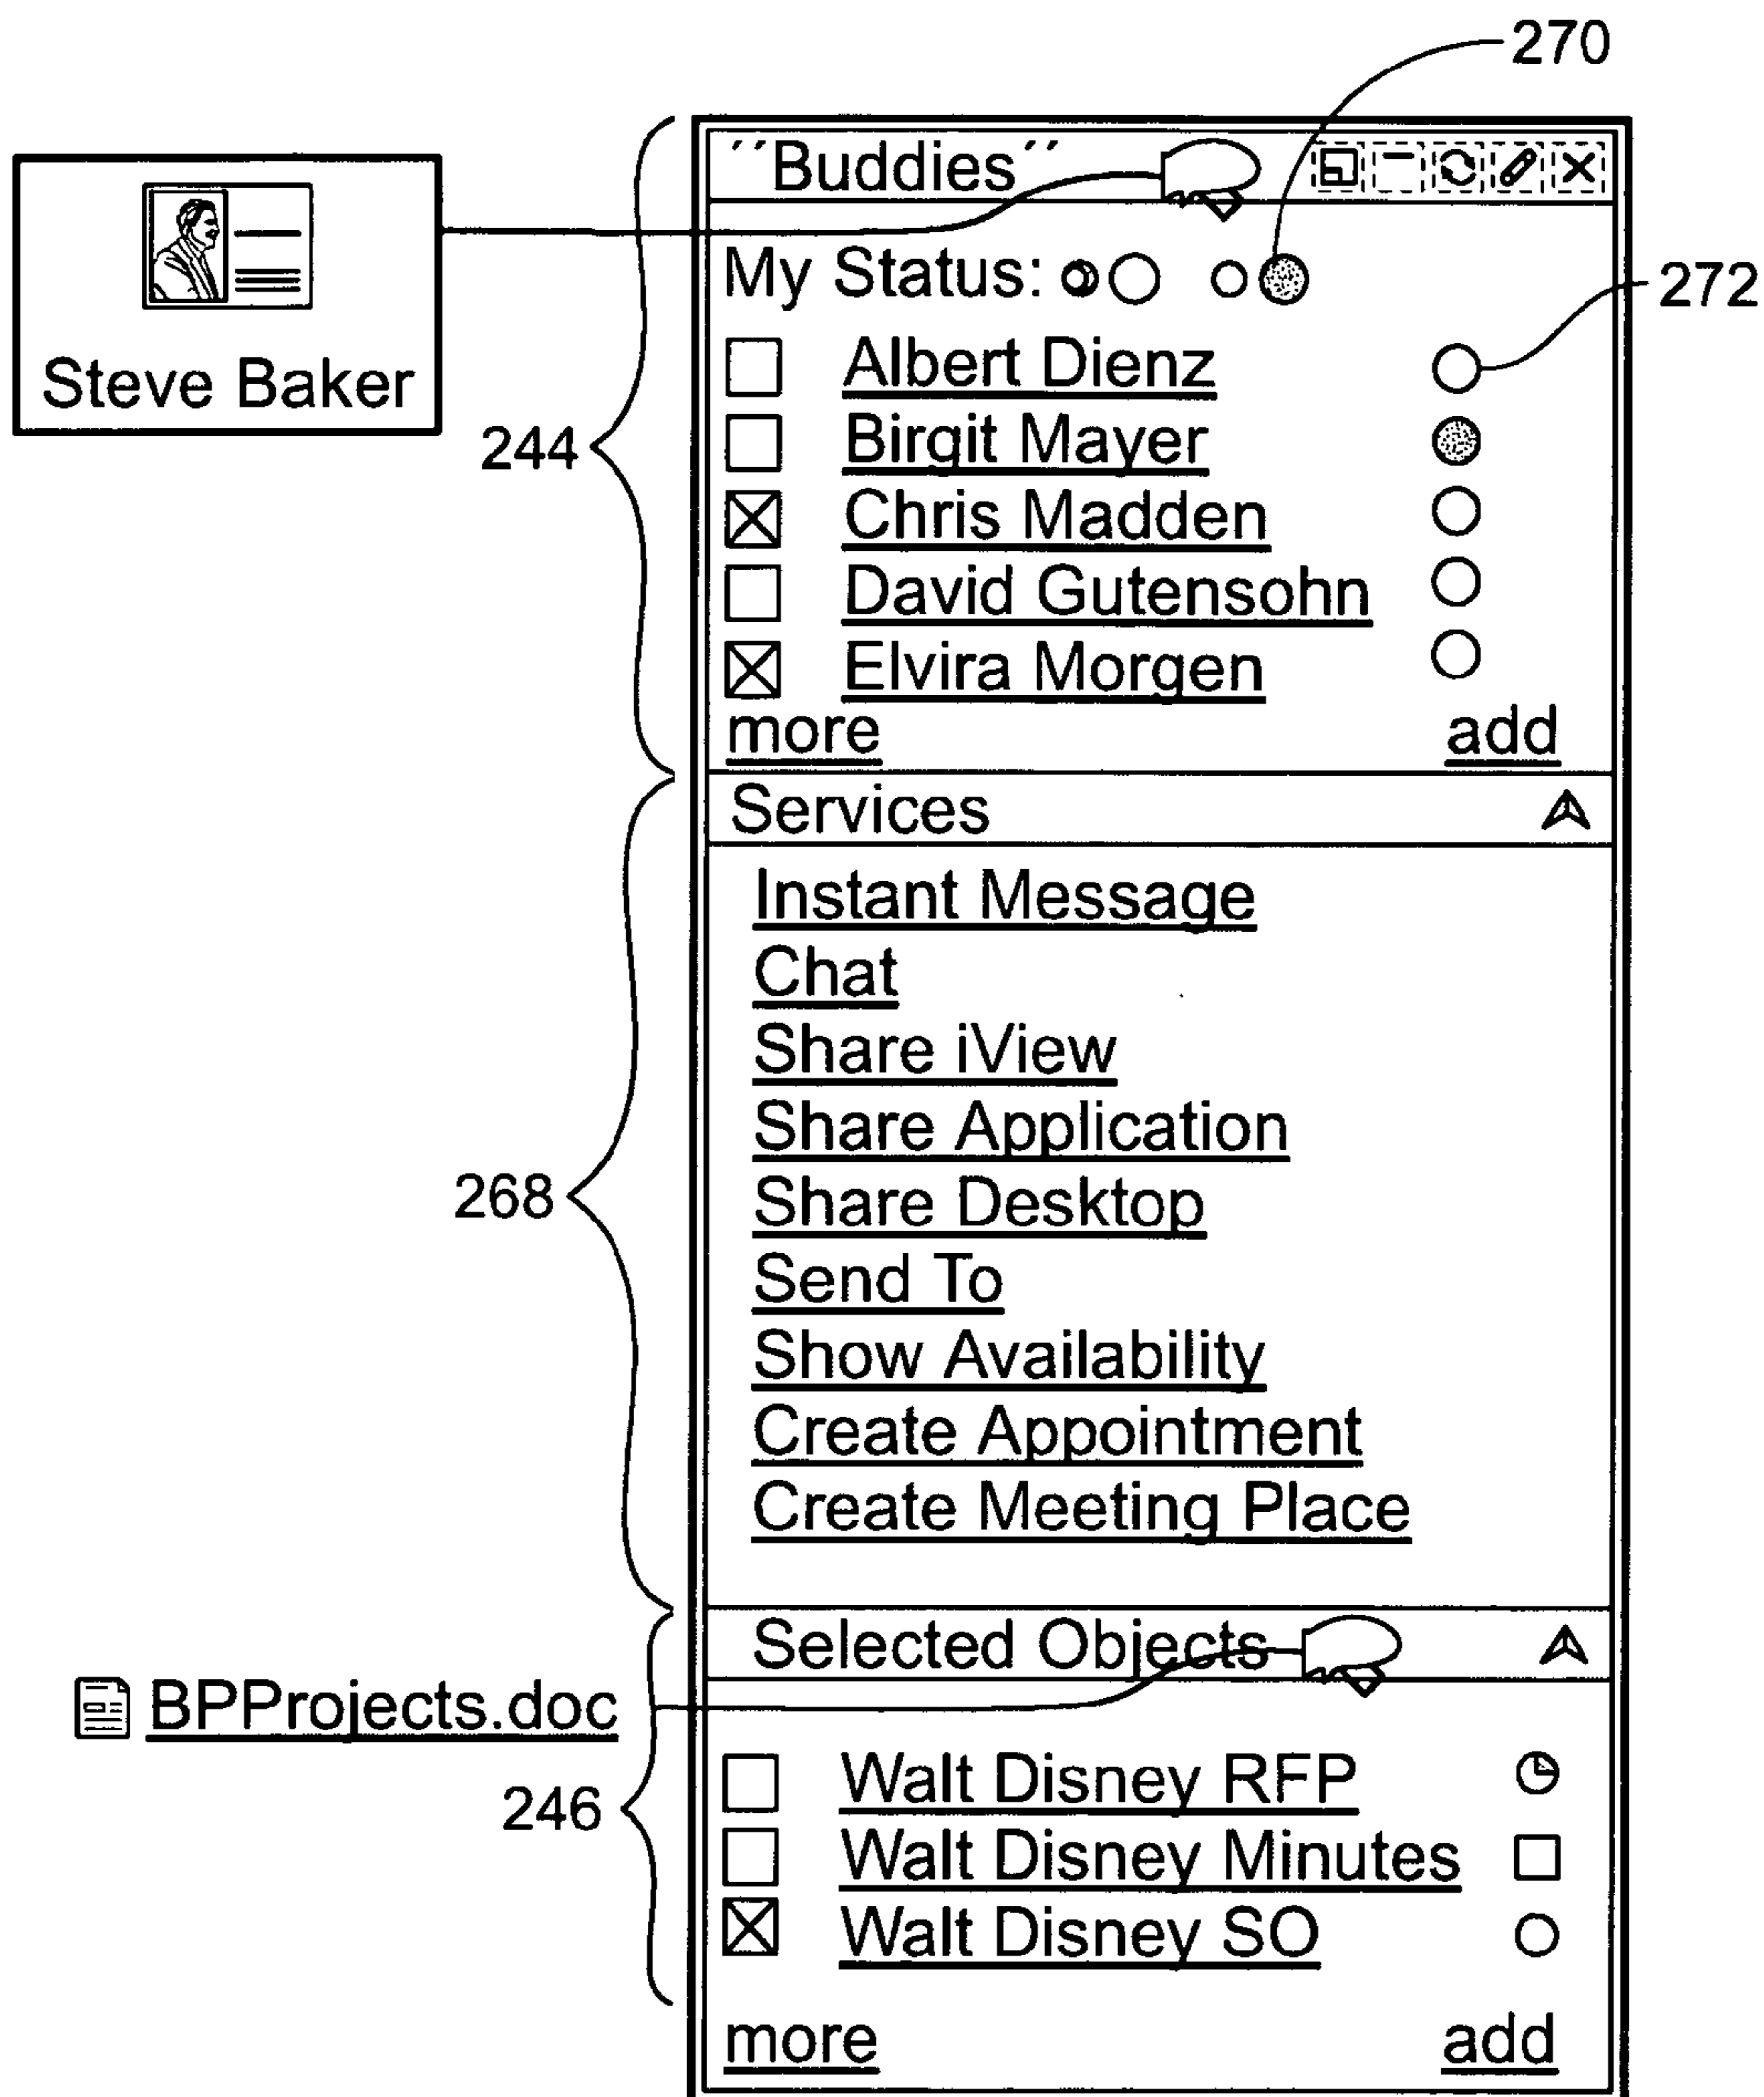 270
´´Buddies´´
My Status:
272
Steve Baker
244
Albert Dienz
Birgit Mayer
Chris Madden
David Gutensohn
Elvira Morgen
more add
Services
268
Instant Message
Chat
Share iView
Share Application
Share Desktop
Send To
Show Availability
Create Appointment
Create Meeting Place
Selected Objects
BPProjects.doc
246
Walt Disney RFP
Walt Disney Minutes
Walt Disney SO
more add